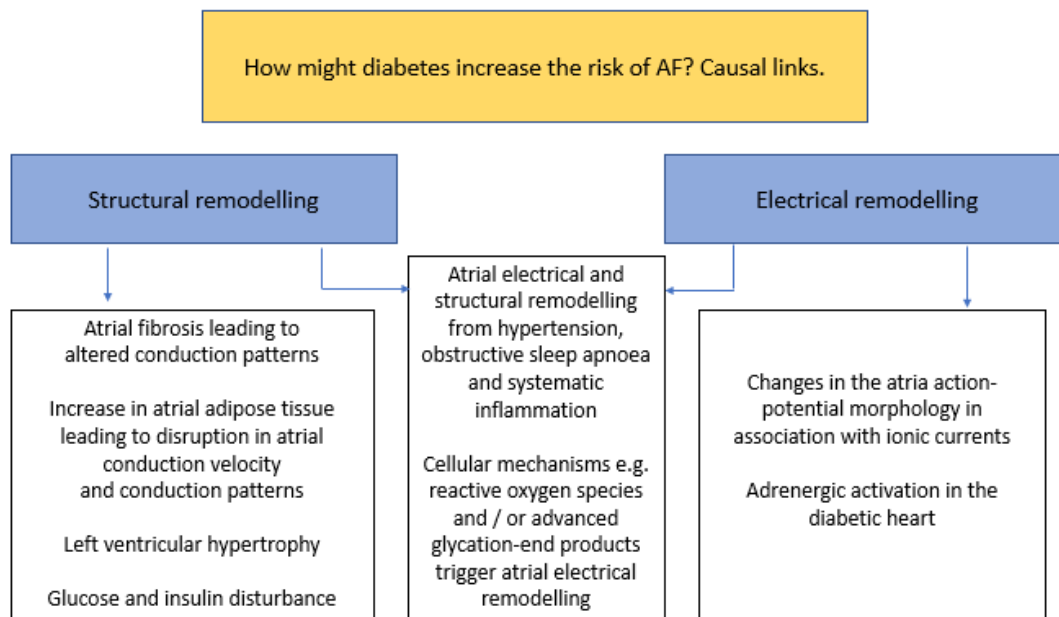 How might diabetes increase the risk of AF? Causal links.
Structural remodelling
Electrical remodelling
Atrial fibrosis leading to
altered conduction patterns
Increase in atrial adipose tissue
leading to disruption in atrial
conduction velocity
and conduction patterns
Left ventricular hypertrophy
Glucose and insulin disturbance
Atrial electrical and
structural remodelling
from hypertension,
obstructive sleep apnoea
and systematic
inflammation
Cellular mechanisms e.g.
reactive oxygen species
and / or advanced
glycation-end products
trigger atrial electrical
remodelling
Changes in the atria action-
potential morphology in
association with ionic currents
Adrenergic activation in the
diabetic heart